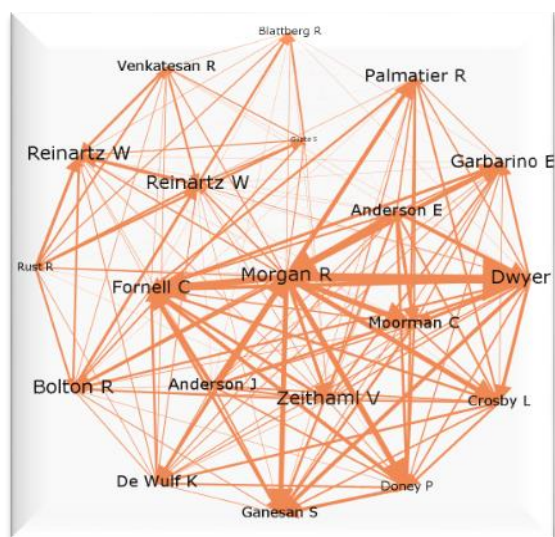 Blattberg R
Venkatesan R
Palmatier R
Gupta S
Reinartz W
Garbarino E
Reinartz W
Anderson E
Rust R
Fornell C
Morgan R
Dwyer
Moorman C
Bolton R
Anderson J
Zeithaml V
Crosby L
De Wulf K
Doney P
Ganesan S